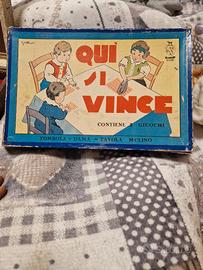 QUI
SI
VINCE
CONTIENE 3 GIUOCHI
TOMBOLA - DAMA - TAVOLA MULINO